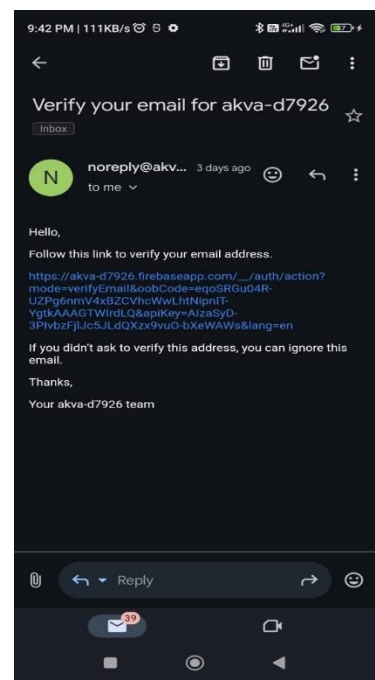 9:42 PM | 111KB/s
Verify your email for akva-d7926
Inbox
N
noreply@akv... 3 days ago
to me
Hello,
Follow this link to verify your email address.
https://akva-d7926.firebaseapp.com/__/auth/action?
mode=verifyEmail&oobCode=eqoSRGu04R-
UZPg6nmV4xBZCVhcWwLhtNipnIT-
YgtkAAAGTWIrdLQ&apiKey=AIzaSyD-
3PIvbzFjlJc5JLdQXzx9vuO-bXeWAWs&lang=en
If you didn't ask to verify this address, you can ignore this
email.
Thanks,
Your akva-d7926 team
Reply
39